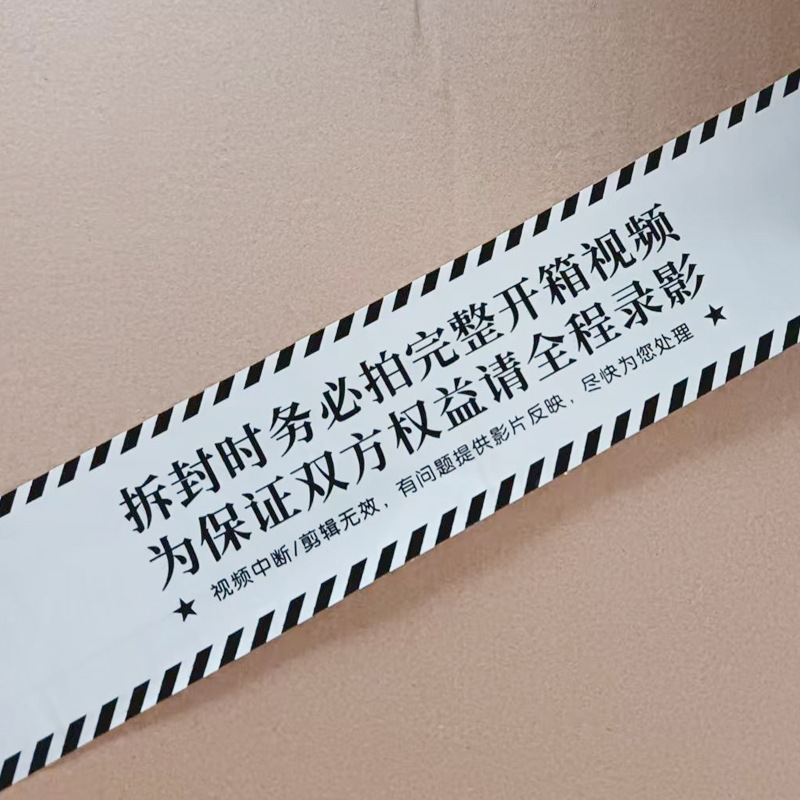 拆封时务必拍完整开箱视频
为保证双方权益请全程录影
★ 视频中断/剪辑无效，有问题提供影片反映，尽快为您处理 ★